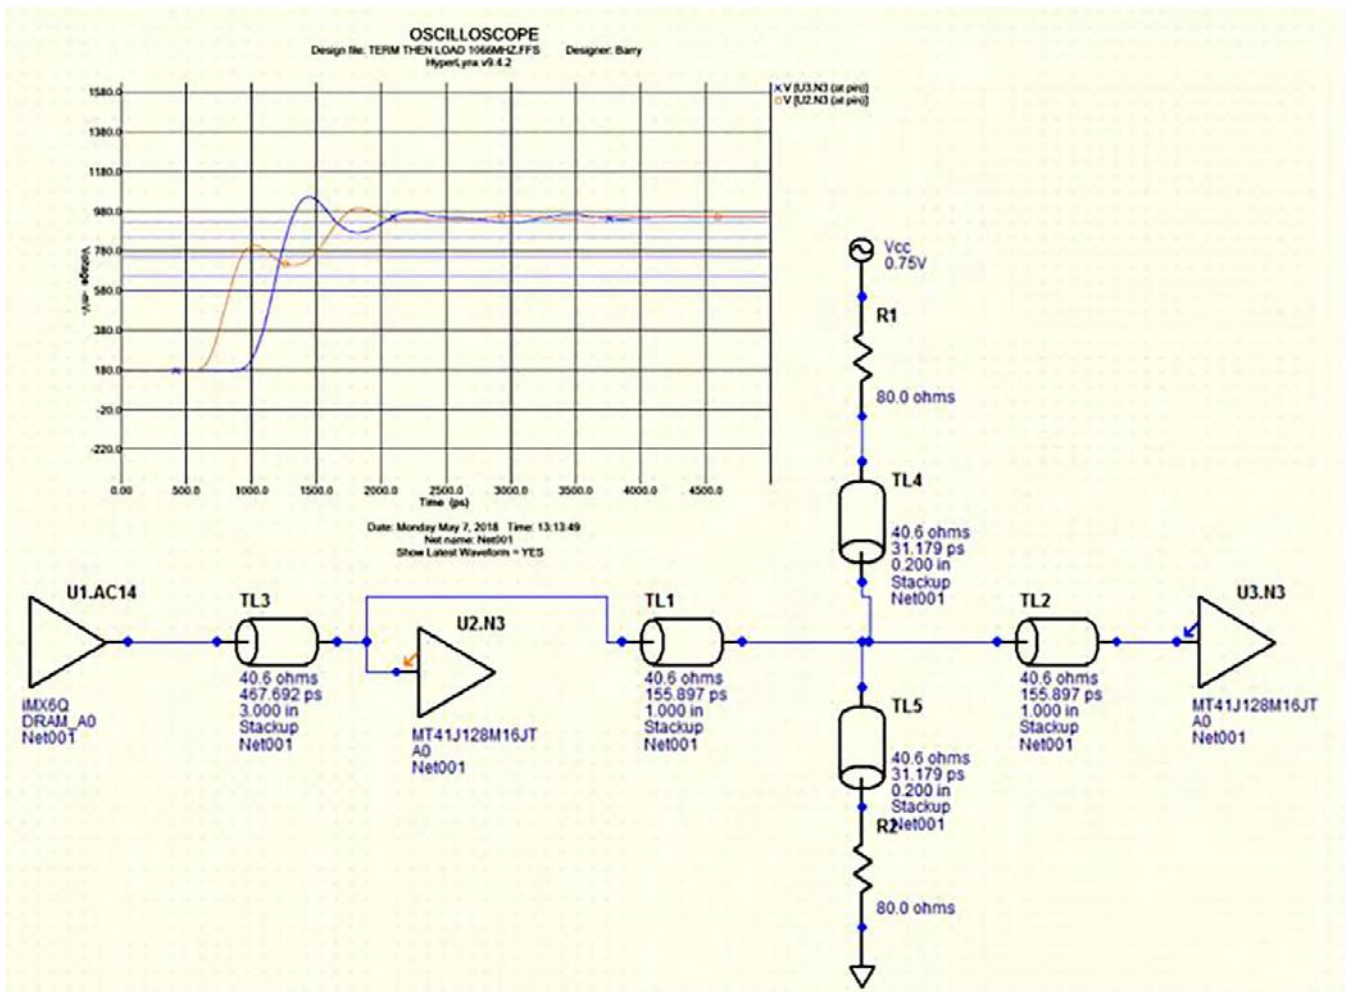 OSCILLOSCOPE
Design file: TERM THEN LOAD 1066MHZ.FFS Designer: Barry
HyperLynx v9.4.2
V [U3.N3 (at pin)]
V [U2.N3 (at pin)]
1580.0
1380.0
1180.0
980.0
780.0
580.0
380.0
180.0
-20.0
-220.0
Voltage -mV-
0.00 500.0 1000.0 1500.0 2000.0 2500.0 3000.0 3500.0 4000.0 4500.0
Time (ps)
Date: Monday May 7, 2018 Time: 13:13:49
Net name: Net001
Show Latest Waveform = YES
Vcc
0.75V
R1
80.0 ohms
TL4
40.6 ohms
31.179 ps
0.200 in
Stackup
Net001
U1.AC14
iMX6Q
DRAM_A0
Net001
TL3
40.6 ohms
467.692 ps
3.000 in
Stackup
Net001
U2.N3
MT41J128M16JT
A0
Net001
TL1
40.6 ohms
155.897 ps
1.000 in
Stackup
Net001
TL2
40.6 ohms
155.897 ps
1.000 in
Stackup
Net001
U3.N3
MT41J128M16JT
A0
Net001
TL5
40.6 ohms
31.179 ps
0.200 in
Stackup
Net001
R2
80.0 ohms